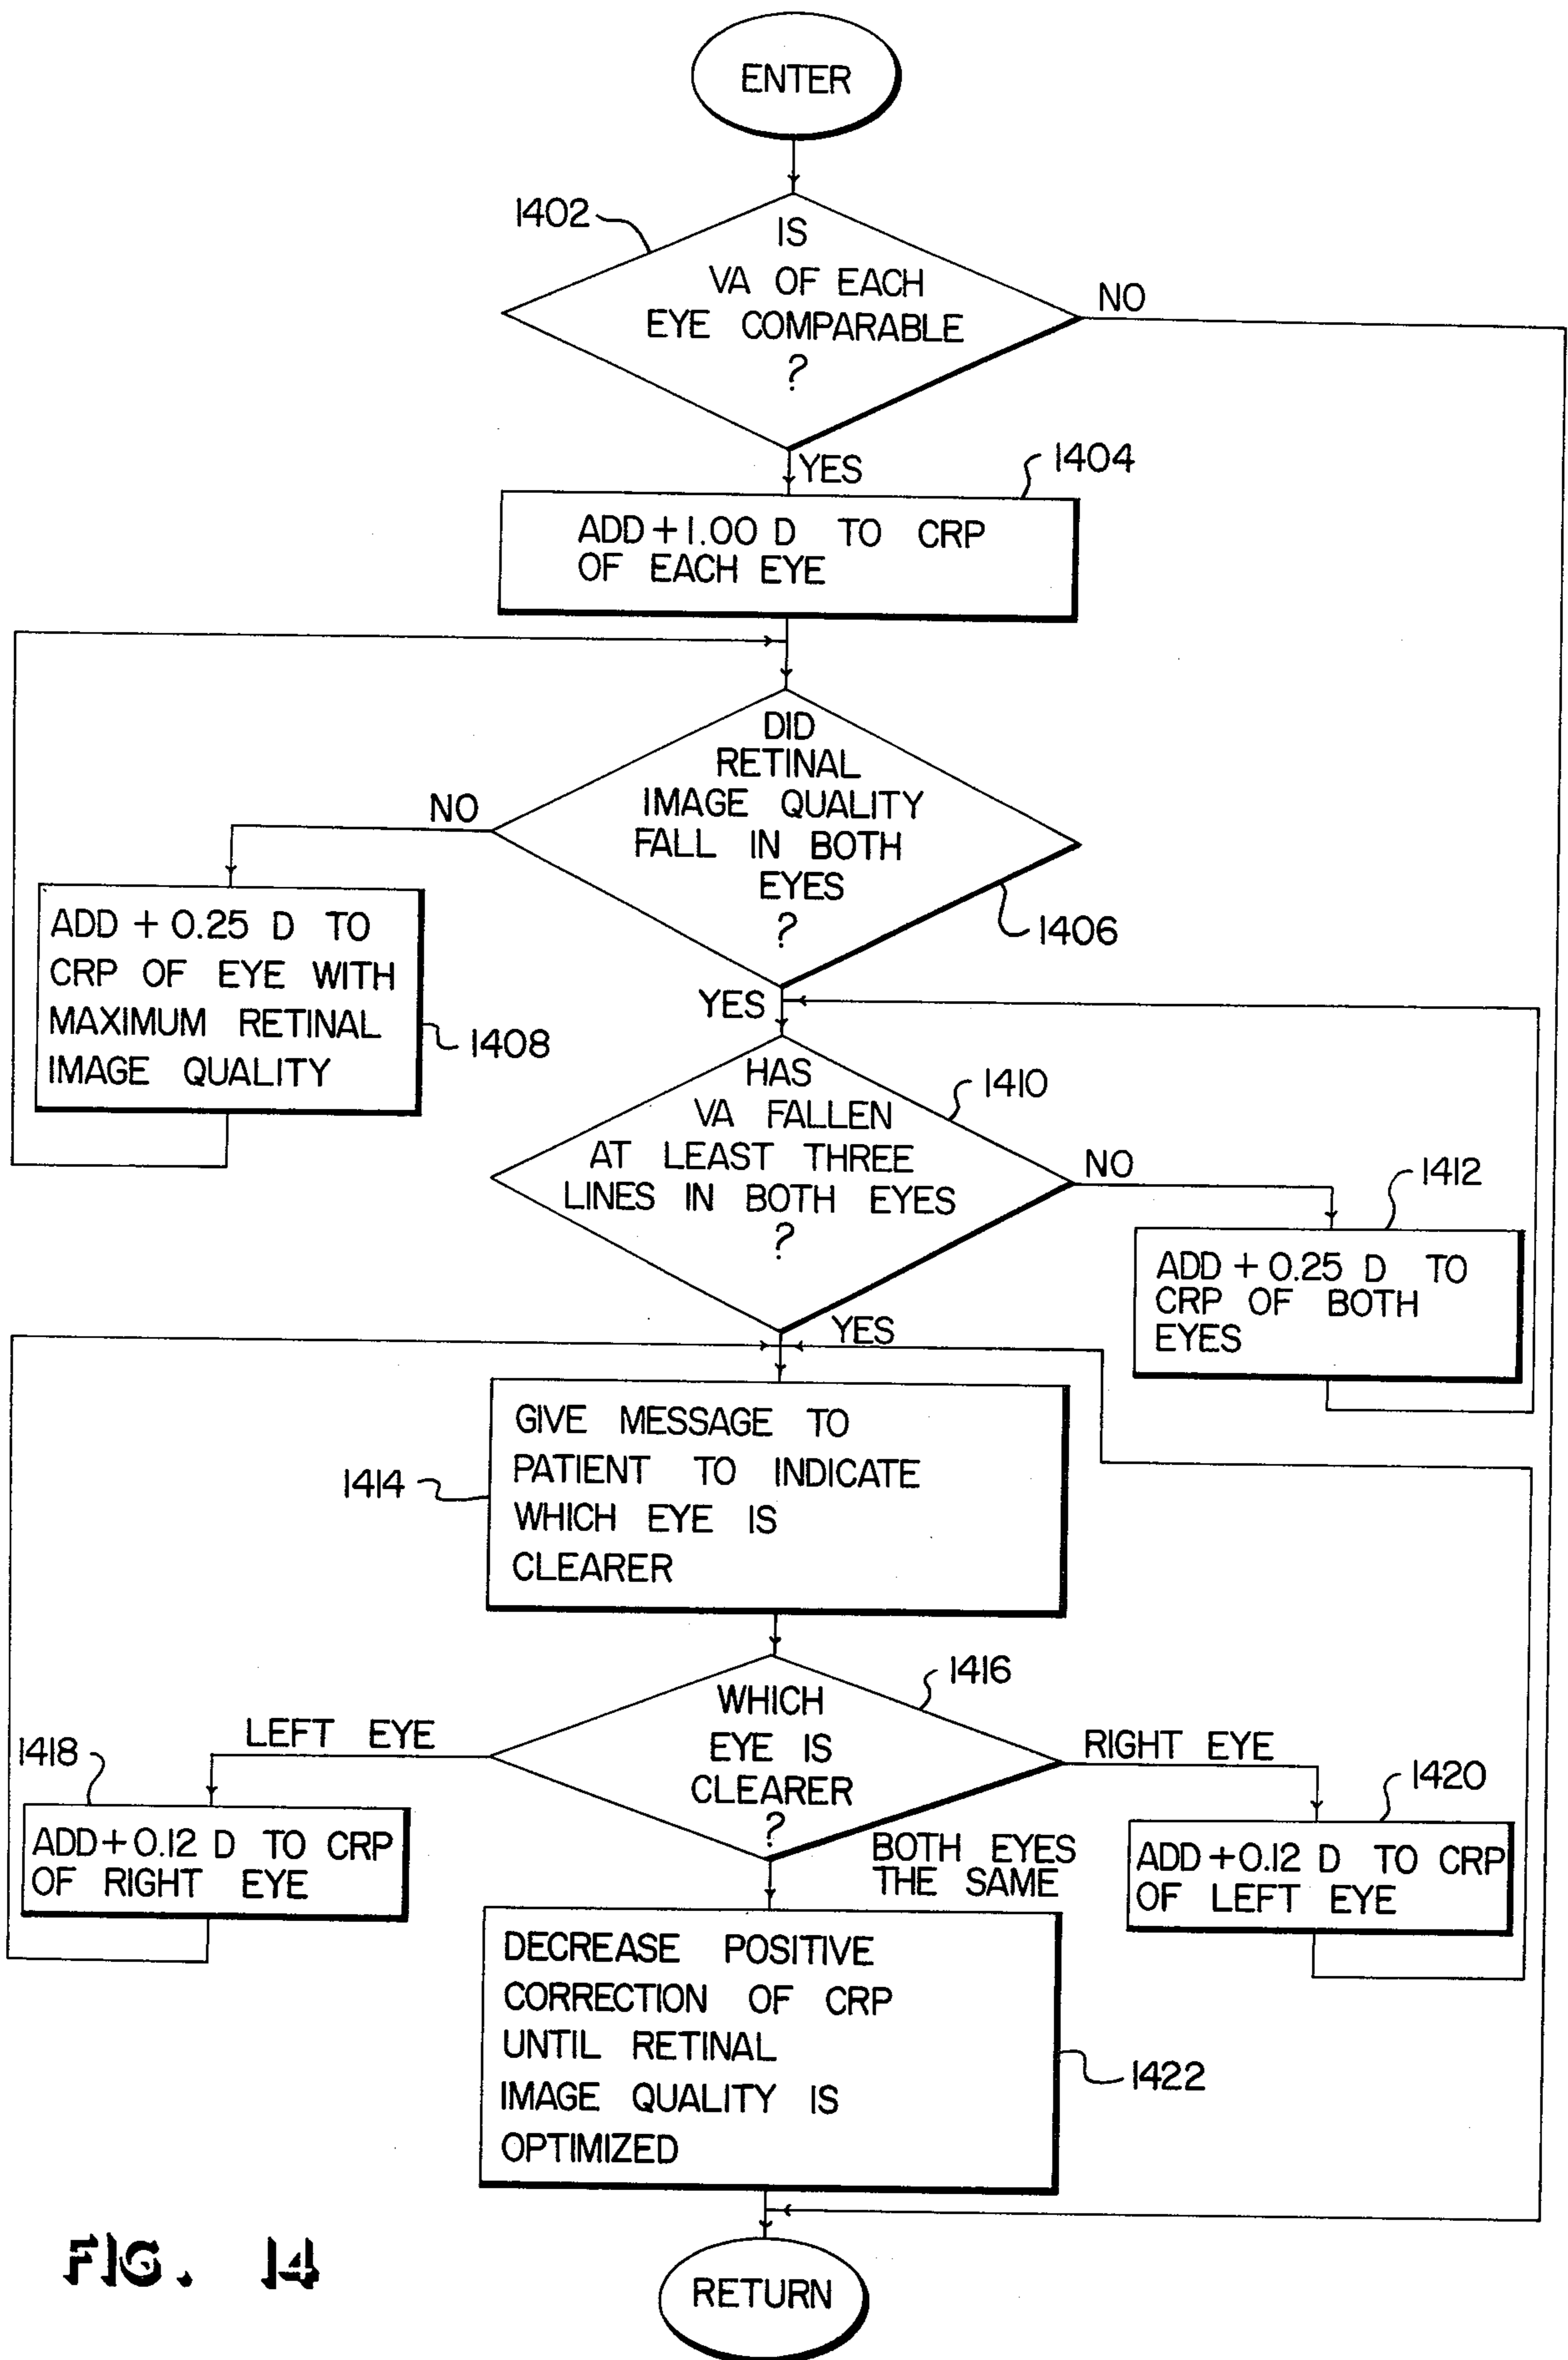 ENTER
1402
IS
VA OF EACH
EYE COMPARABLE
?
NO
YES
1404
ADD +1.00 D TO CRP
OF EACH EYE
DID
RETINAL
IMAGE QUALITY
FALL IN BOTH
EYES
?
NO
1406
ADD + 0.25 D TO
CRP OF EYE WITH
MAXIMUM RETINAL
IMAGE QUALITY
1408
YES
HAS
VA FALLEN
AT LEAST THREE
LINES IN BOTH EYES
?
1410
NO
1412
ADD + 0.25 D TO
CRP OF BOTH
EYES
YES
GIVE MESSAGE TO
PATIENT TO INDICATE
WHICH EYE IS
CLEARER
1414
1416
WHICH
EYE IS
CLEARER
?
LEFT EYE
RIGHT EYE
1418
1420
ADD +0.12 D TO CRP
OF RIGHT EYE
BOTH EYES
THE SAME
ADD +0.12 D TO CRP
OF LEFT EYE
DECREASE POSITIVE
CORRECTION OF CRP
UNTIL RETINAL
IMAGE QUALITY IS
OPTIMIZED
1422
RETURN
FIG. 14